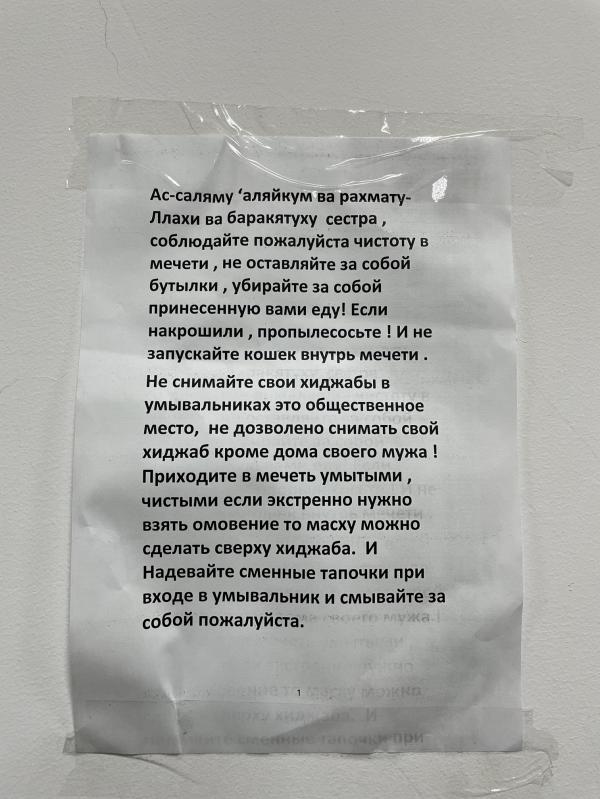 Ас-саляму ‘аляйкум ва рахмату-
Ллахи ва баракятуху сестра ,
соблюдайте пожалуйста чистоту в
мечети , не оставляйте за собой
бутылки , убирайте за собой
принесенную вами еду! Если
накрошили , пропылесосьте ! И не
запускайте кошек внутрь мечети .
Не снимайте свои хиджабы в
умывальниках это общественное
место, не дозволено снимать свой
хиджаб кроме дома своего мужа !
Приходите в мечеть умытыми ,
чистыми если экстренно нужно
взять омовение то масху можно
сделать сверху хиджаба. И
Надевайте сменные тапочки при
входе в умывальник и смывайте за
собой пожалуйста.
1